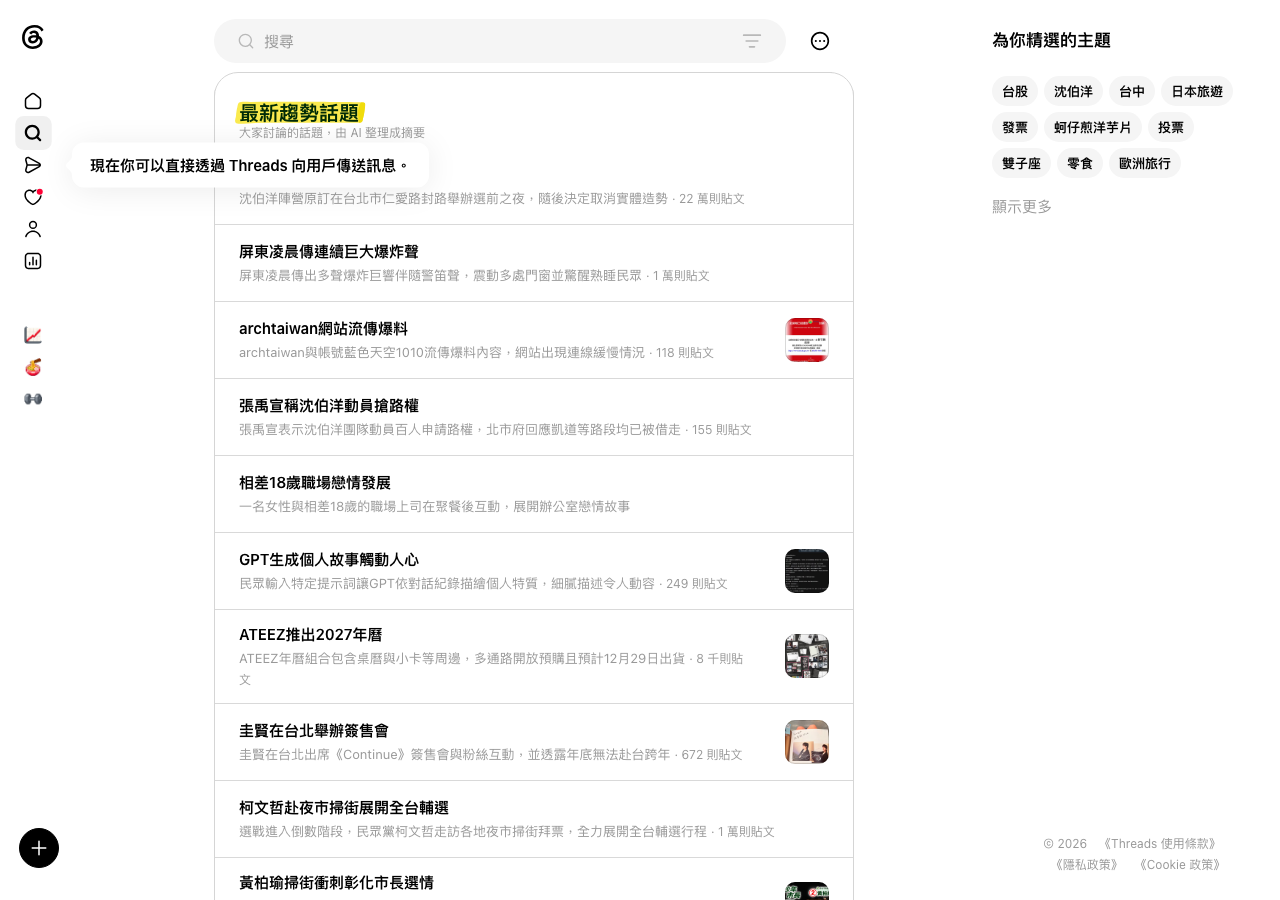 搜尋
最新趨勢話題
大家討論的話題，由 AI 整理成摘要
現在你可以直接透過 Threads 向用戶傳送訊息。
沈伯洋陣營原訂在台北市仁愛路封路舉辦選前之夜，隨後決定取消實體造勢 · 22 萬則貼文
屏東凌晨傳連續巨大爆炸聲
屏東凌晨傳出多聲爆炸巨響伴隨警笛聲，震動多處門窗並驚醒熟睡民眾 · 1 萬則貼文
archtaiwan網站流傳爆料
archtaiwan與帳號藍色天空1010流傳爆料內容，網站出現連線緩慢情況 · 118 則貼文
張禹宣稱沈伯洋動員搶路權
張禹宣表示沈伯洋團隊動員百人申請路權，北市府回應凱道等路段均已被借走 · 155 則貼文
相差18歲職場戀情發展
一名女性與相差18歲的職場上司在聚餐後互動，展開辦公室戀情故事
GPT生成個人故事觸動人心
民眾輸入特定提示詞讓GPT依對話紀錄描繪個人特質，細膩描述令人動容 · 249 則貼文
ATEEZ推出2027年曆
ATEEZ年曆組合包含桌曆與小卡等周邊，多通路開放預購且預計12月29日出貨 · 8 千則貼
文
圭賢在台北舉辦簽售會
圭賢在台北出席《Continue》簽售會與粉絲互動，並透露年底無法赴台跨年 · 672 則貼文
柯文哲赴夜市掃街展開全台輔選
選戰進入倒數階段，民眾黨柯文哲走訪各地夜市掃街拜票，全力展開全台輔選行程 · 1 萬則貼文
黃柏瑜掃街衝刺彰化市長選情
為你精選的主題
台股 沈伯洋 台中 日本旅遊
發票 蚵仔煎洋芋片 投票
雙子座 零食 歐洲旅行
顯示更多
© 2026 《Threads 使用條款》
《隱私政策》 《Cookie 政策》